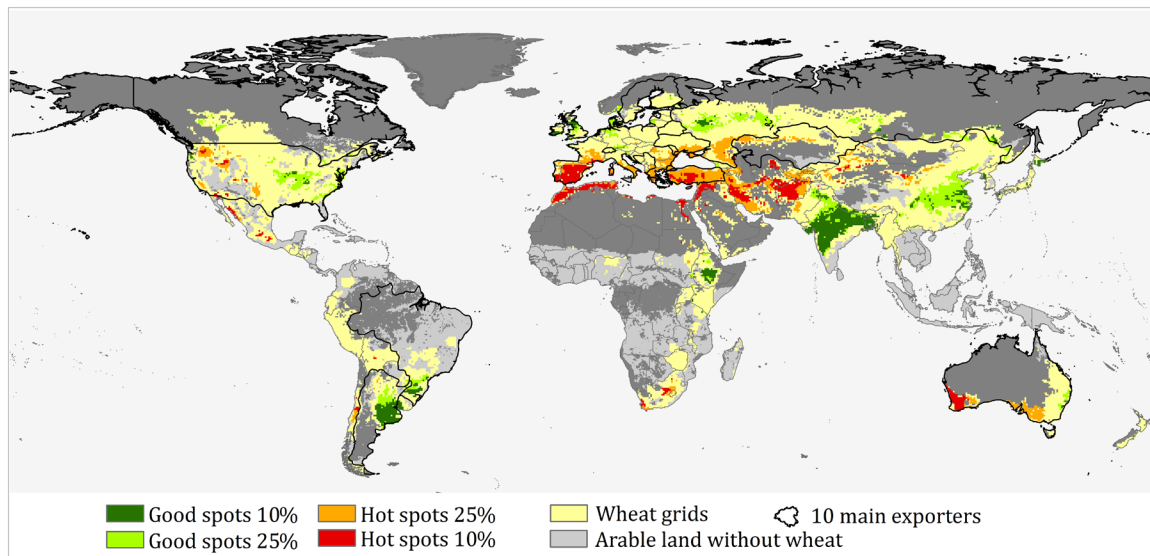 Good spots 10%
Hot spots 25%
Wheat grids
10 main exporters
Good spots 25%
Hot spots 10%
Arable land without wheat